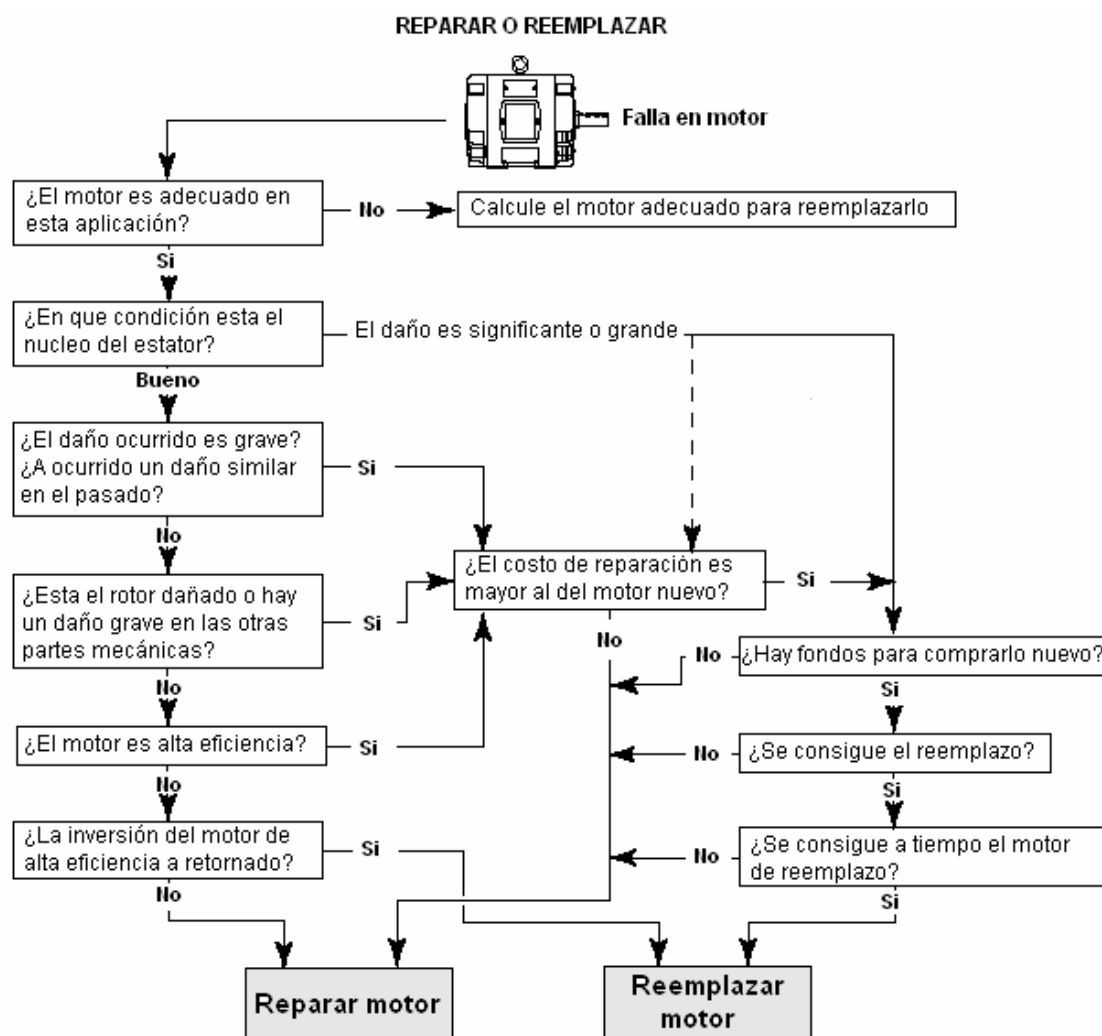 REPARAR O REEMPLAZAR
Falla en motor
¿El motor es adecuado en
esta aplicación?
No
Calcule el motor adecuado para reemplazarlo
Si
¿En que condición esta el
nucleo del estator?
El daño es significante o grande
Bueno
¿El daño ocurrido es grave?
¿A ocurrido un daño similar
en el pasado?
Si
No
¿El costo de reparación es
mayor al del motor nuevo?
Si
¿Esta el rotor dañado o hay
un daño grave en las otras
partes mecánicas?
Si
No
No
¿Hay fondos para comprarlo nuevo?
No
Si
¿El motor es alta eficiencia?
Si
No
¿Se consigue el reemplazo?
No
Si
¿La inversión del motor de
alta eficiencia a retornado?
Si
No
¿Se consigue a tiempo el motor
de reemplazo?
No
Si
Reparar motor
Reemplazar
motor